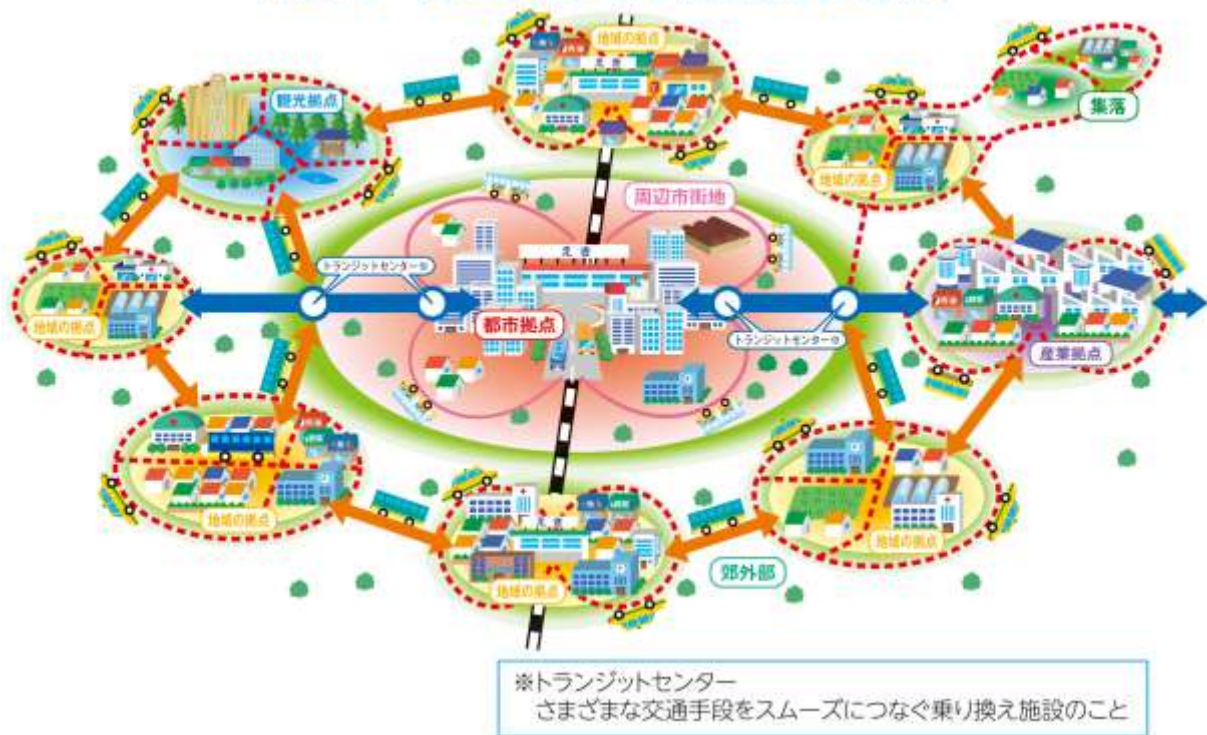 地域の拠点
観光拠点
集落
地域の拠点
周辺市街地
トランジットセンター※
都市拠点
トランジットセンター※
地域の拠点
産業拠点
地域の拠点
地域の拠点
地域の拠点
郊外部
※トランジットセンター
さまざまな交通手段をスムーズにつなぐ乗り換え施設のこと